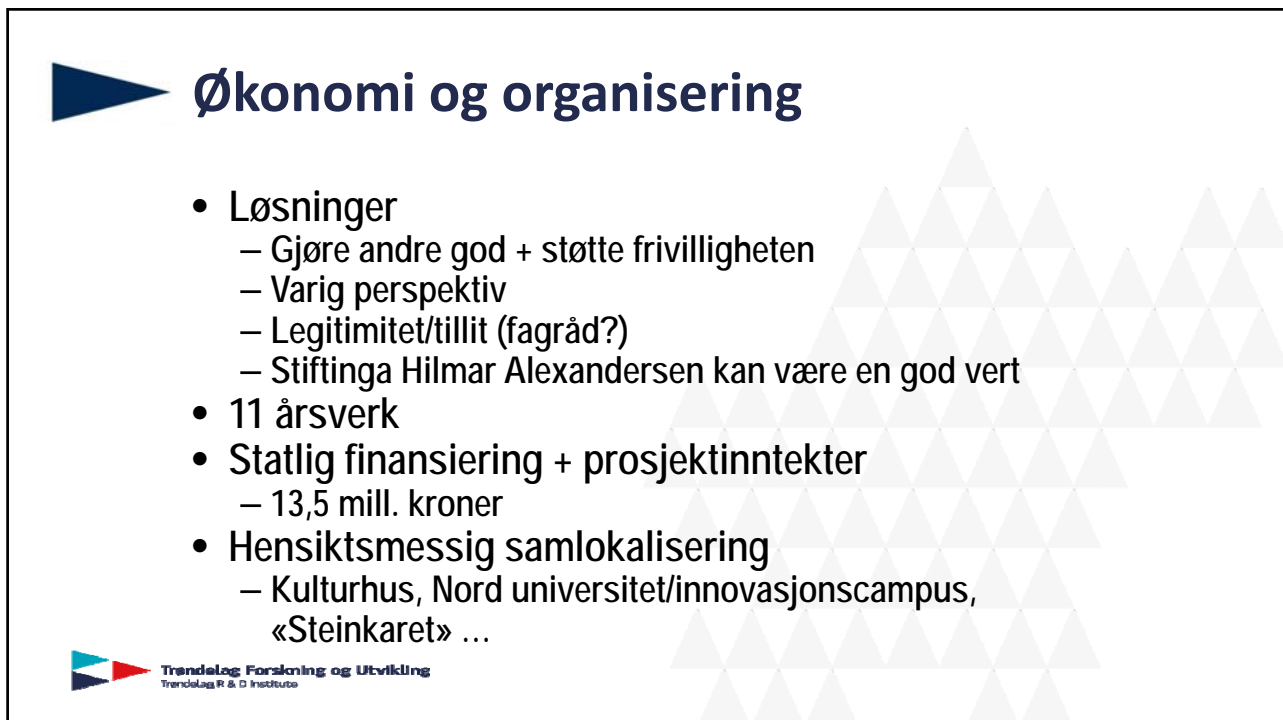 Økonomi og organisering
• Løsninger
– Gjøre andre god + støtte frivilligheten
– Varig perspektiv
– Legitimitet/tillit (fagråd?)
– Stiftinga Hilmar Alexandersen kan være en god vert
• 11 årsverk
• Statlig finansiering + prosjektinntekter
– 13,5 mill. kroner
• Hensiktsmessig samlokalisering
– Kulturhus, Nord universitet/innovasjonscampus,
«Steinkaret» …
Trøndelag Forskning og Utvikling
Trøndelag R & D Institute